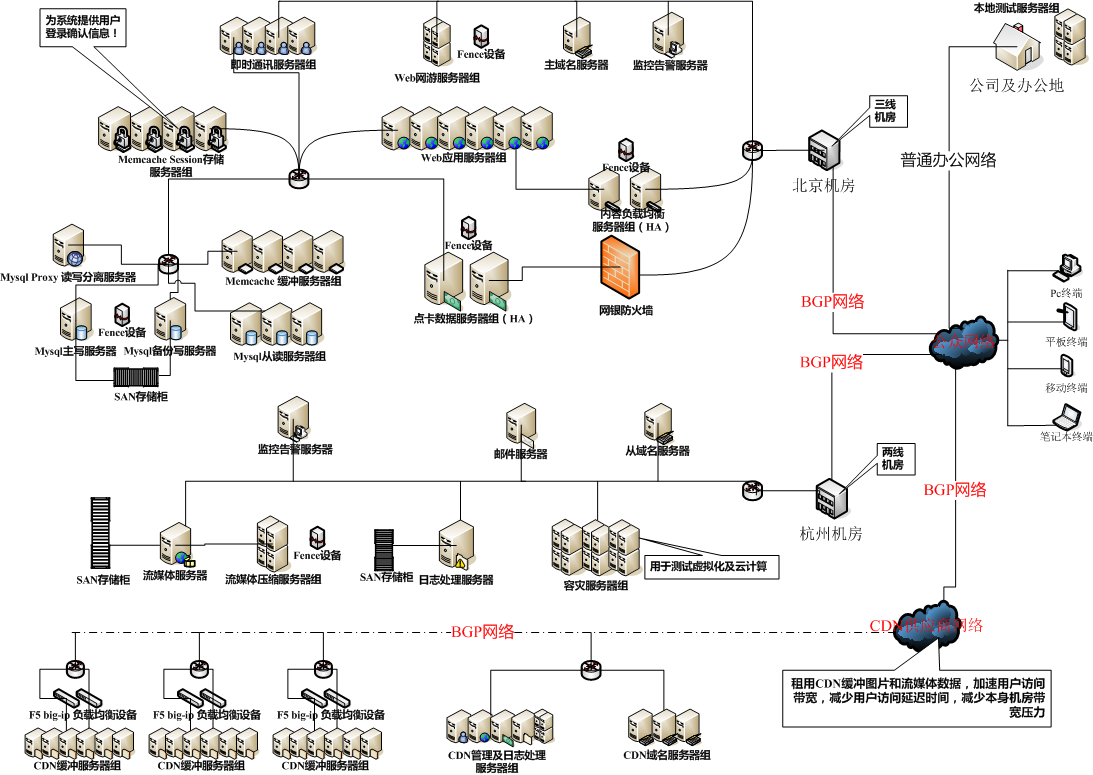 为系统提供用户
登录确认信息！
即时通讯服务器组
Web网游服务器组
Fence设备
主域名服务器
监控告警服务器
本地测试服务器组
公司及办公地
三线
机房
北京机房
普通办公网络
Memcache Session存储
服务器组
Web应用服务器组
Fence设备
内容负载均衡
服务器组（HA）
Mysql Proxy 读写分离服务器
Memcache 缓冲服务器组
Fence设备
点卡数据服务器组（HA）
网银防火墙
BGP网络
Pc终端
平板终端
移动终端
笔记本终端
Mysql主写服务器
Fence设备
Mysql备份写服务器
Mysql从读服务器组
SAN存储柜
BGP网络
监控告警服务器
邮件服务器
从域名服务器
两线
机房
杭州机房
BGP网络
SAN存储柜
流媒体服务器
流媒体压缩服务器组
Fence设备
SAN存储柜
日志处理服务器
容灾服务器组
用于测试虚拟化及云计算
BGP网络
CDN供应商网络
租用CDN缓冲图片和流媒体数据，加速用户访问
带宽，减少用户访问延迟时间，减少本身机房带
宽压力
F5 big-ip 负载均衡设备
F5 big-ip 负载均衡设备
F5 big-ip 负载均衡设备
CDN缓冲服务器组
CDN缓冲服务器组
CDN缓冲服务器组
CDN管理及日志处理
服务器组
CDN域名服务器组